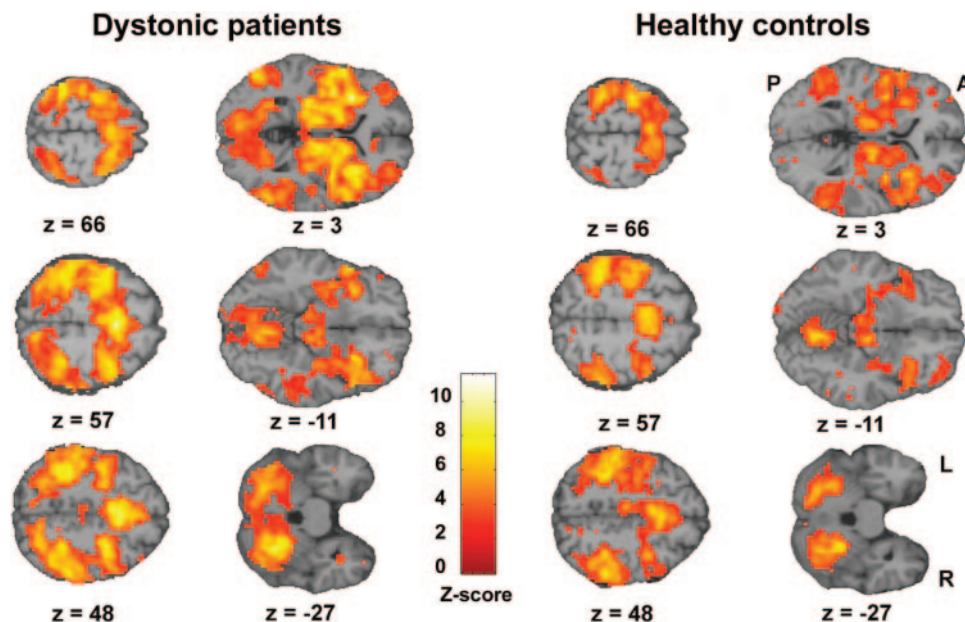 Dystonic patients
Healthy controls
P
A
z = 66
z = 3
z = 66
z = 3
z = 57
z = -11
z = 57
z = -11
10
8
6
4
2
0
Z-score
L
R
z = 48
z = -27
z = 48
z = -27